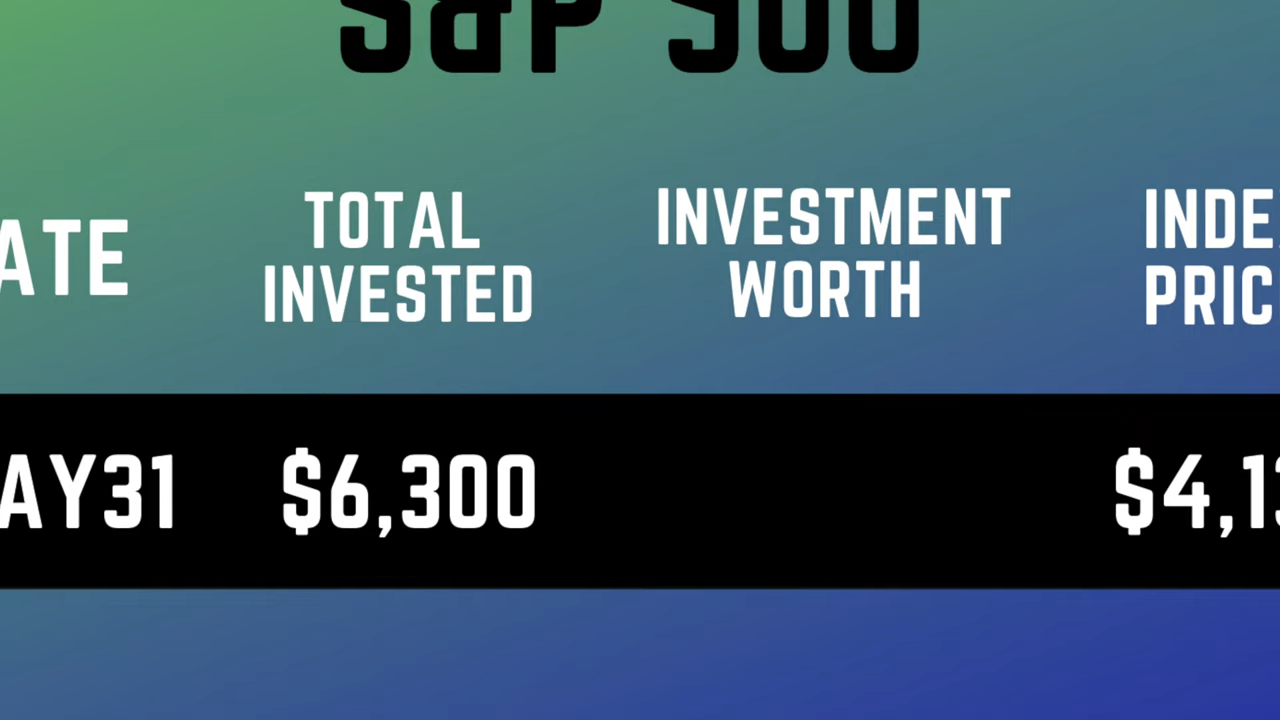 S&P 500
ATE
TOTAL
INVESTED
INVESTMENT
WORTH
INDE
PRIC
AY31 $6,300 $4,13